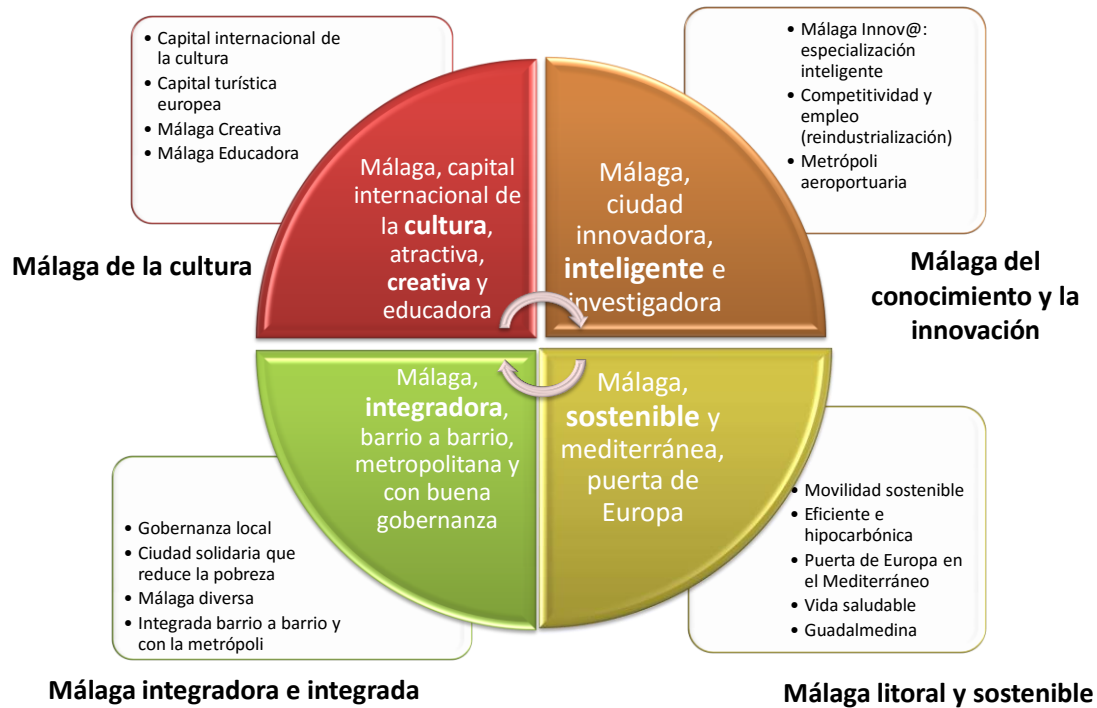 • Capital internacional de
la cultura
• Capital turística
europea
• Málaga Creativa
• Málaga Educadora
Málaga, capital
internacional de
la cultura,
atractiva,
creativa y
educadora
Málaga de la cultura
• Málaga Innov@:
especialización
inteligente
• Competitividad y
empleo
(reindustrialización)
• Metrópoli
aeroportuaria
Málaga,
ciudad
innovadora,
inteligente e
investigadora
Málaga del
conocimiento y la
innovación
Málaga,
integradora,
barrio a barrio,
metropolitana y
con buena
gobernanza
• Gobernanza local
• Ciudad solidaria que
reduce la pobreza
• Málaga diversa
• Integrada barrio a barrio y
con la metrópoli
Málaga integradora e integrada
Málaga,
sostenible y
mediterránea,
puerta de
Europa
• Movilidad sostenible
• Eficiente e
hipocarbónica
• Puerta de Europa en
el Mediterráneo
• Vida saludable
• Guadalmedina
Málaga litoral y sostenible